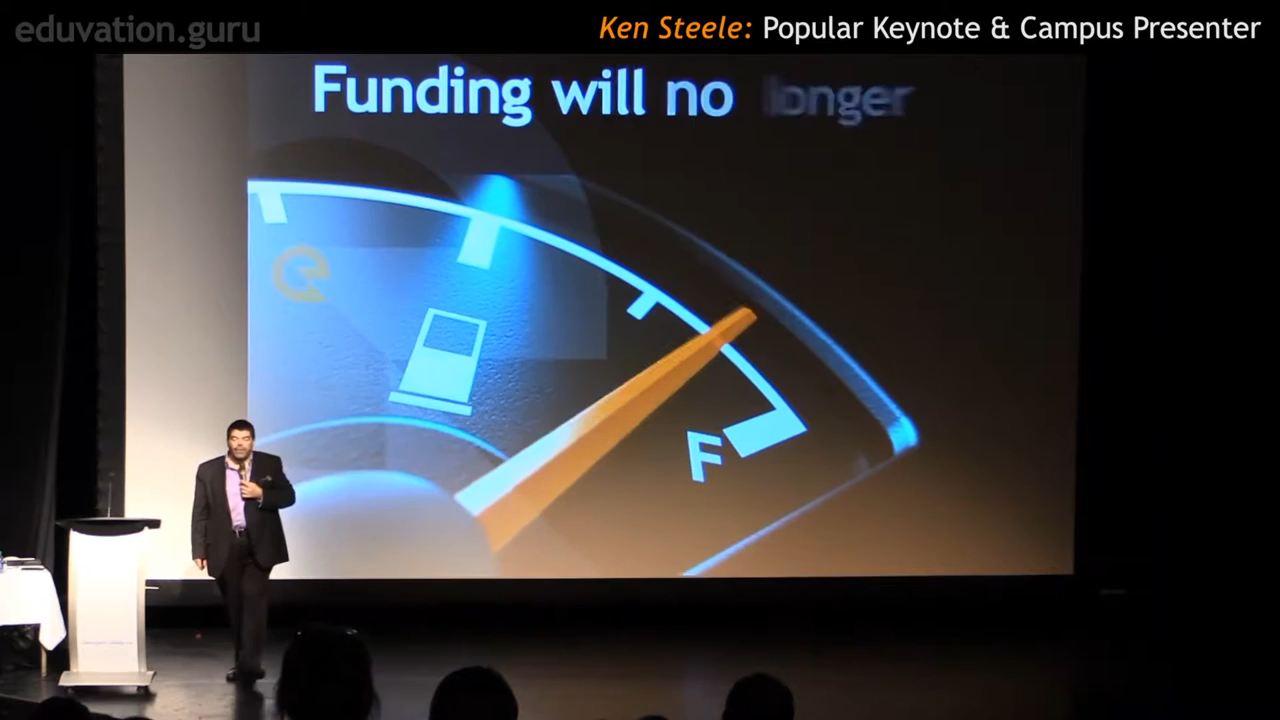 eduvation.guru
Ken Steele: Popular Keynote & Campus Presenter
Funding will no longer
e
F